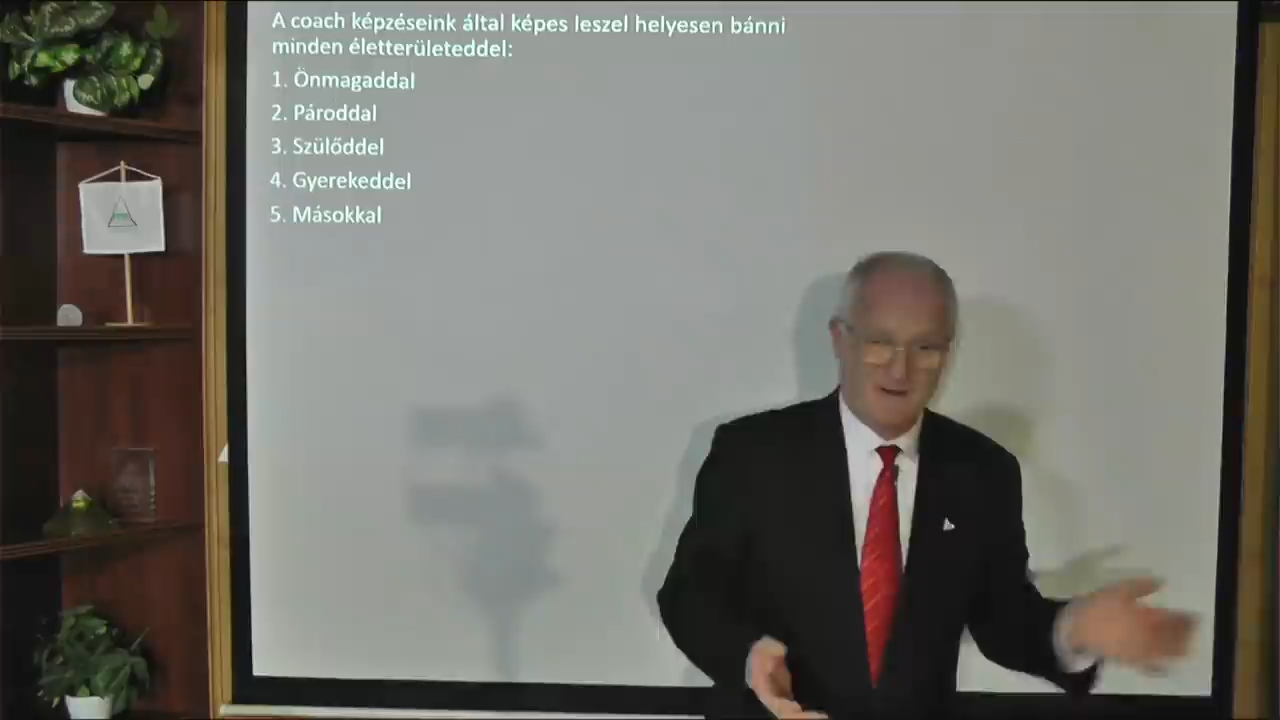 A coach képzéseink által képes leszel helyesen bánni
minden életterületeddel:
1. Önmagaddal
2. Pároddal
3. Szülőddel
4. Gyerekeddel
5. Másokkal